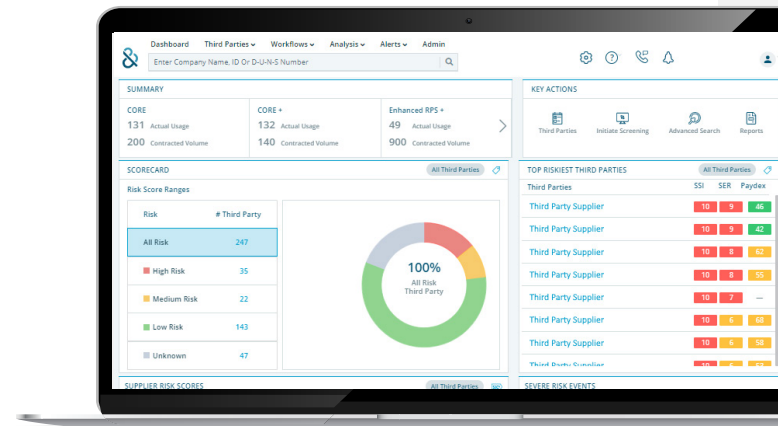 Dashboard Third Parties Workflows Analysis Alerts Admin
Enter Company Name, ID Or D-U-N-S Number
SUMMARY
CORE CORE + Enhanced RPS +
131 Actual Usage 132 Actual Usage 49 Actual Usage
200 Contracted Volume 140 Contracted Volume 900 Contracted Volume
KEY ACTIONS
Third Parties Initiate Screening Advanced Search Reports
SCORECARD All Third Parties
Risk Score Ranges
Risk # Third Party
All Risk 247
High Risk 35
Medium Risk 22
Low Risk 143
Unknown 47
100%
All Risk
Third Party
TOP RISKIEST THIRD PARTIES All Third Parties
Third Parties SSI SER Paydex
Third Party Supplier 10 9 46
Third Party Supplier 10 9 42
Third Party Supplier 10 8 62
Third Party Supplier 10 8 55
Third Party Supplier 10 7 —
Third Party Supplier 10 6 68
Third Party Supplier 10 6 58
Third Party Supplier 10 6
SUPPLIER RISK SCORES All Third Parties
SEVERE RISK EVENTS